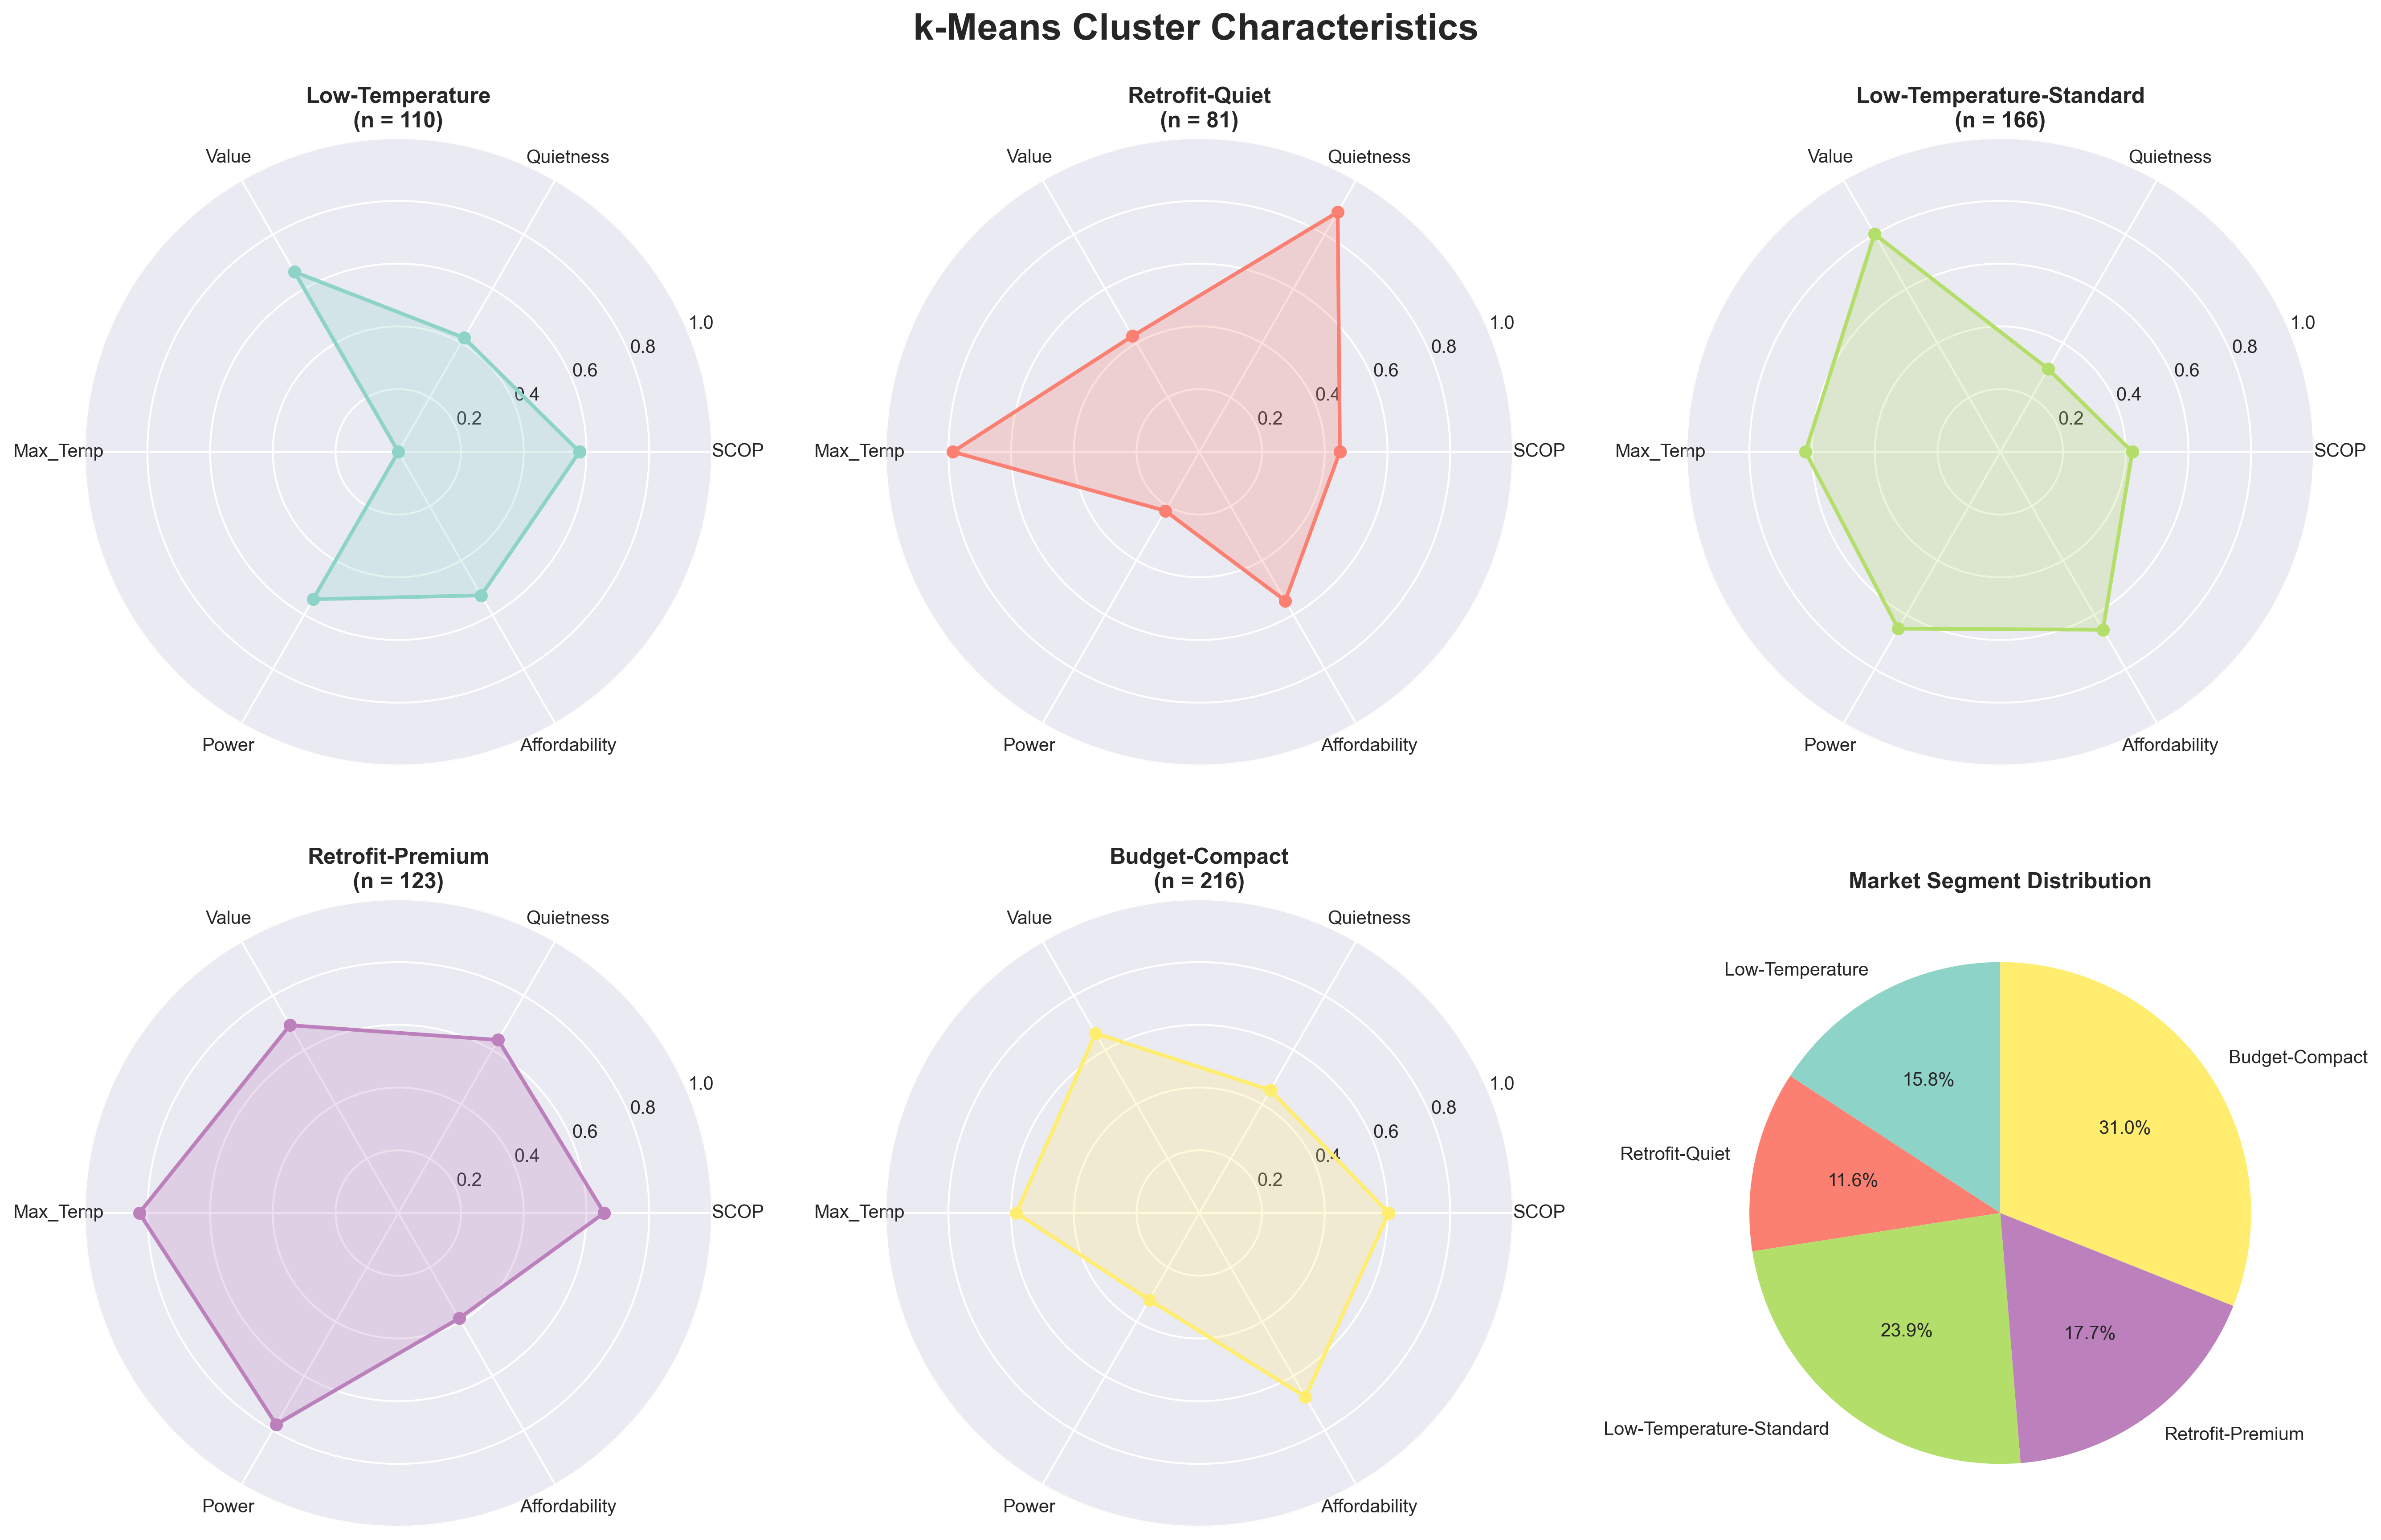 k-Means Cluster Characteristics
Low-Temperature
(n = 110)
Value
Quietness
Max_Temp
SCOP
Power
Affordability
0.2
0.4
0.6
0.8
1.0
Retrofit-Quiet
(n = 81)
Value
Quietness
Max_Temp
SCOP
Power
Affordability
0.2
0.4
0.6
0.8
1.0
Low-Temperature-Standard
(n = 166)
Value
Quietness
Max_Temp
SCOP
Power
Affordability
0.2
0.4
0.6
0.8
1.0
Retrofit-Premium
(n = 123)
Value
Quietness
Max_Temp
SCOP
Power
Affordability
0.2
0.4
0.6
0.8
1.0
Budget-Compact
(n = 216)
Value
Quietness
Max_Temp
SCOP
Power
Affordability
0.2
0.4
0.6
0.8
1.0
Market Segment Distribution
Low-Temperature
15.8%
Retrofit-Quiet
11.6%
Low-Temperature-Standard
23.9%
Retrofit-Premium
17.7%
Budget-Compact
31.0%